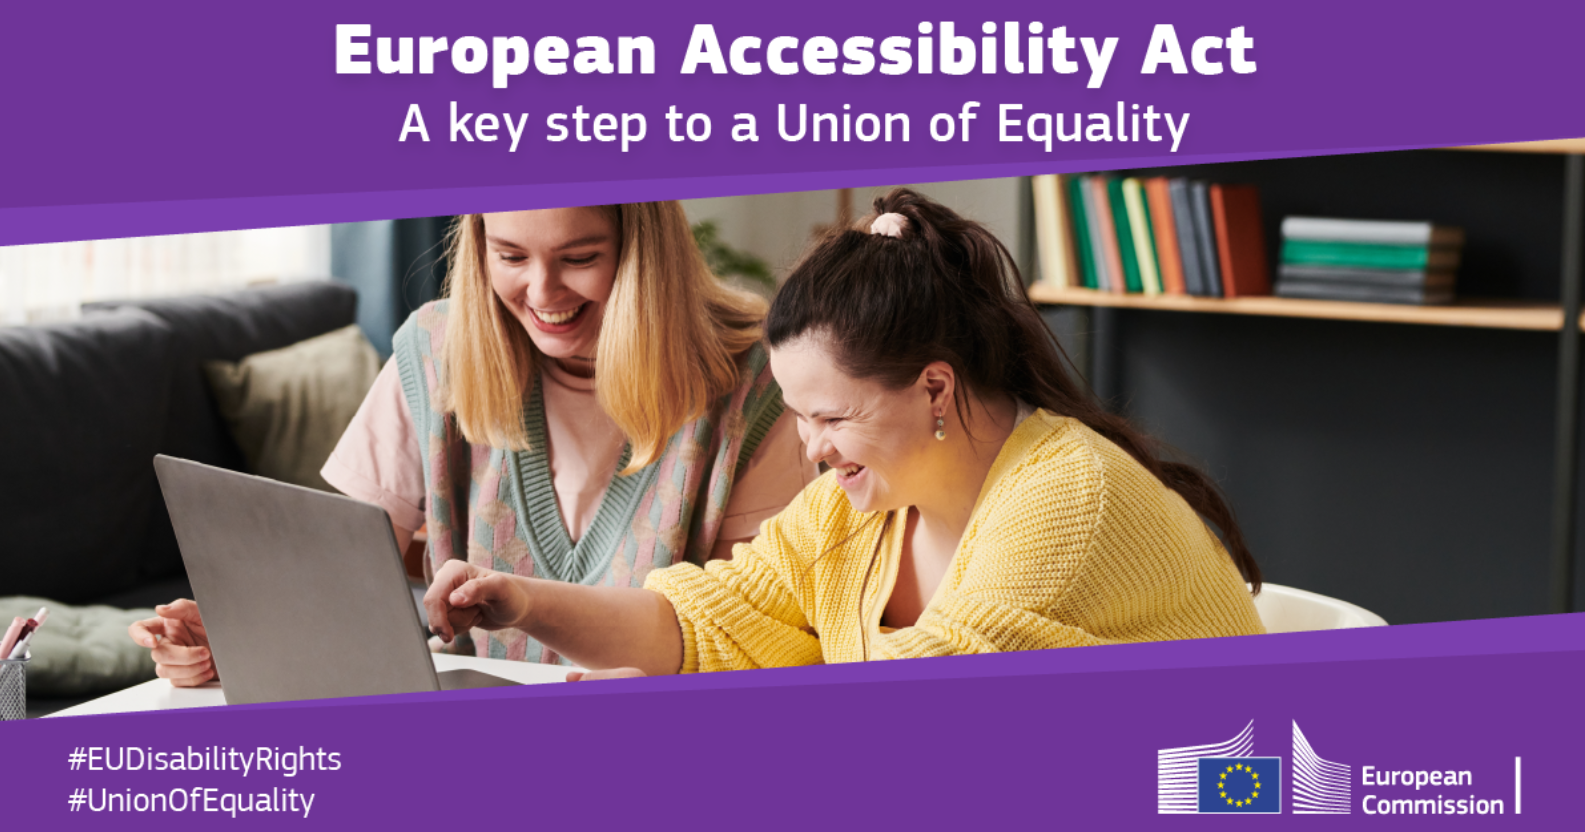 European Accessibility Act
A key step to a Union of Equality
#EUDisabilityRights
#UnionOfEquality
European
Commission